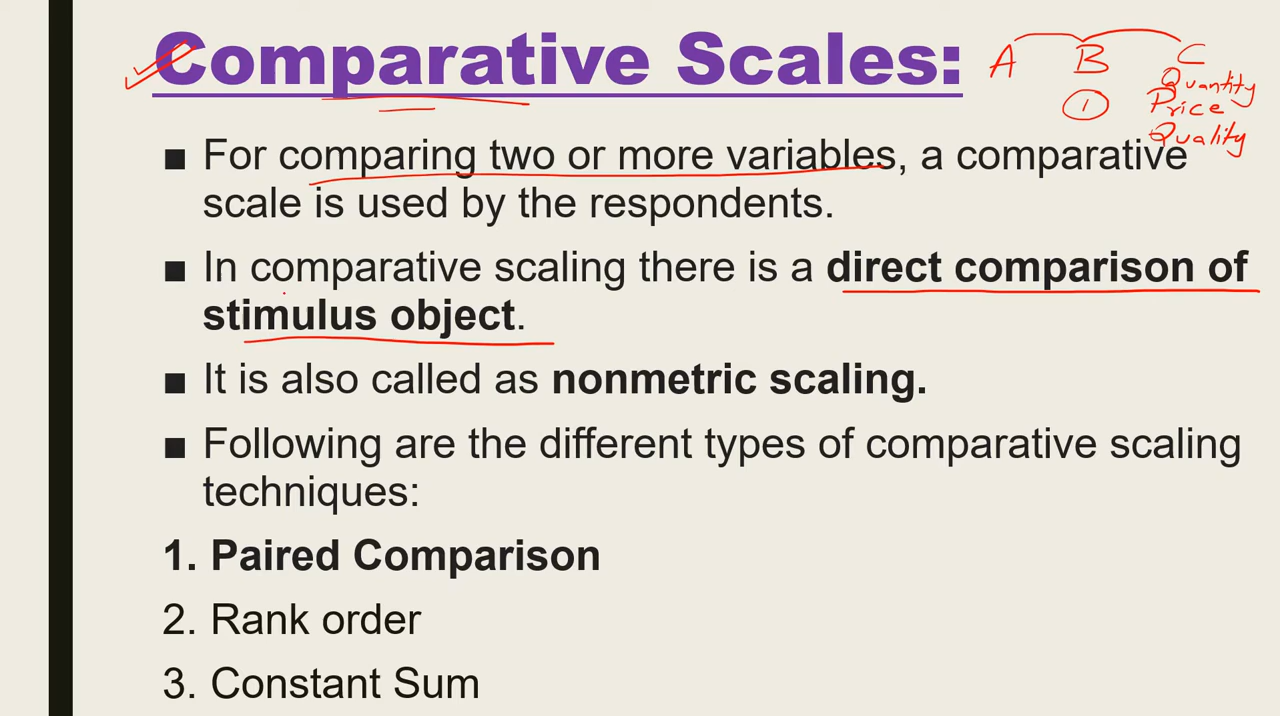 Comparative Scales:
A B C
Quantity
① Price
Quality
■ For comparing two or more variables, a comparative
scale is used by the respondents.
■ In comparative scaling there is a direct comparison of
stimulus object.
■ It is also called as nonmetric scaling.
■ Following are the different types of comparative scaling
techniques:
1. Paired Comparison
2. Rank order
3. Constant Sum